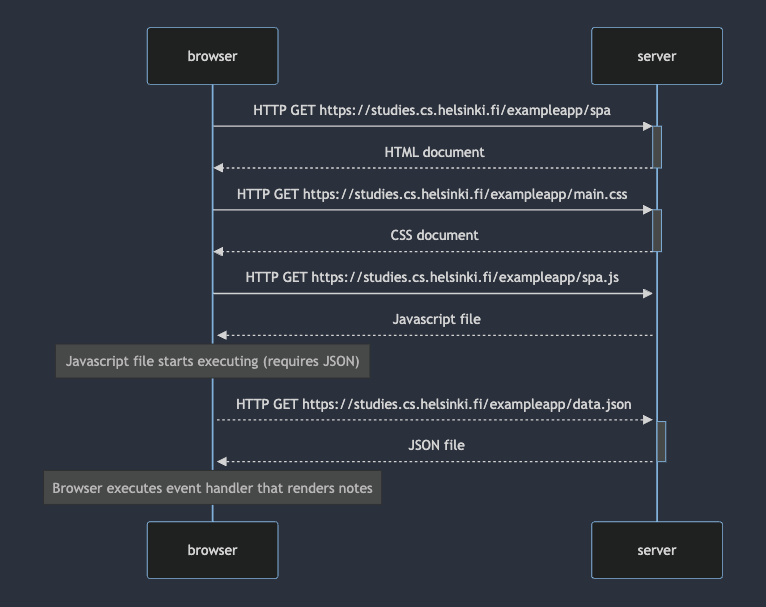 browser
server
HTTP GET https://studies.cs.helsinki.fi/exampleapp/spa
HTML document
HTTP GET https://studies.cs.helsinki.fi/exampleapp/main.css
CSS document
HTTP GET https://studies.cs.helsinki.fi/exampleapp/spa.js
Javascript file
Javascript file starts executing (requires JSON)
HTTP GET https://studies.cs.helsinki.fi/exampleapp/data.json
JSON file
Browser executes event handler that renders notes
browser
server